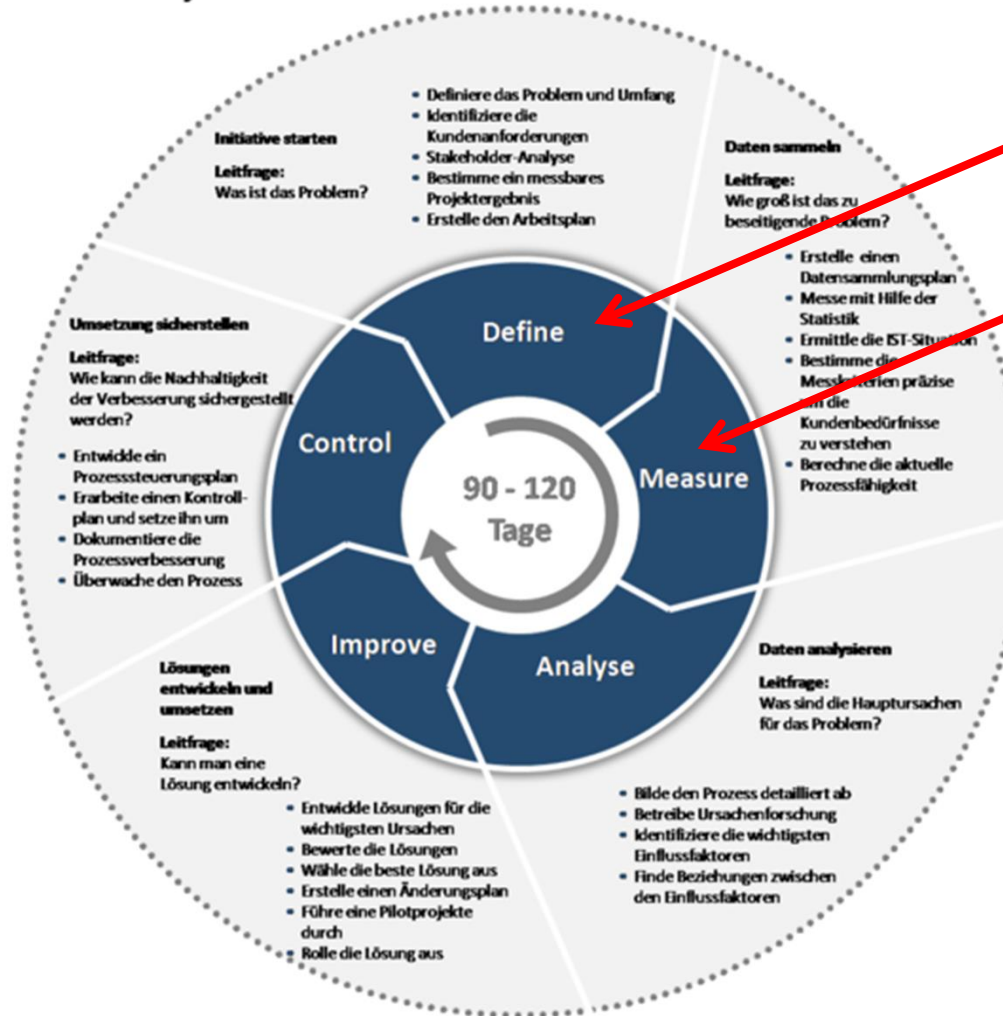 Initiative starten
Leitfrage:
Was ist das Problem?
• Definiere das Problem und Umfang
• Identifiziere die
Kundenanforderungen
• Stakeholder-Analyse
• Bestimme ein messbares
Projektergebnis
• Erstelle den Arbeitsplan
Daten sammeln
Leitfrage:
Wie groß ist das zu
beseitigende Problem?
• Erstelle einen
Datensammlungsplan
• Messe mit Hilfe der
Statistik
• Ermittle die IST-Situation
• Bestimme die
Messkriterien präzise
um die
Kundenbedürfnisse
zu verstehen
• Berechne die aktuelle
Prozessfähigkeit
Daten analysieren
Leitfrage:
Was sind die Hauptursachen
für das Problem?
• Bilde den Prozess detailliert ab
• Betreibe Ursachenforschung
• Identifiziere die wichtigsten
Einflussfaktoren
• Finde Beziehungen zwischen
den Einflussfaktoren
Lösungen
entwickeln und
umsetzen
Leitfrage:
Kann man eine
Lösung entwickeln?
• Entwickle Lösungen für die
wichtigsten Ursachen
• Bewerte die Lösungen
• Wähle die beste Lösung aus
• Erstelle einen Änderungsplan
• Führe eine Pilotprojekte
durch
• Rolle die Lösung aus
Umsetzung sicherstellen
Leitfrage:
Wie kann die Nachhaltigkeit
der Verbesserung sichergestellt
werden?
• Entwickle ein
Prozesssteuerungsplan
• Erarbeite einen Kontroll-
plan und setze ihn um
• Dokumentiere die
Prozessverbesserung
• Überwache den Prozess
Define
Measure
Analyse
Improve
Control
90 - 120
Tage